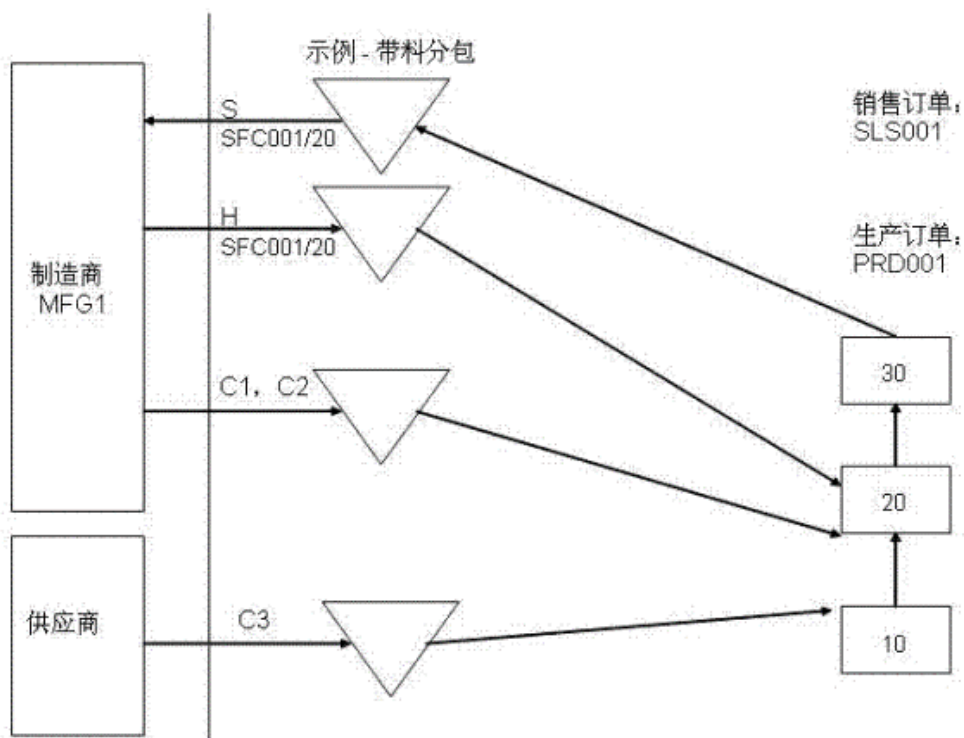 示例 - 带料分包
S
SFC001/20
销售订单：
SLS001
H
SFC001/20
生产订单：
PRD001
制造商
MFG1
30
C1，C2
20
供应商
C3
10